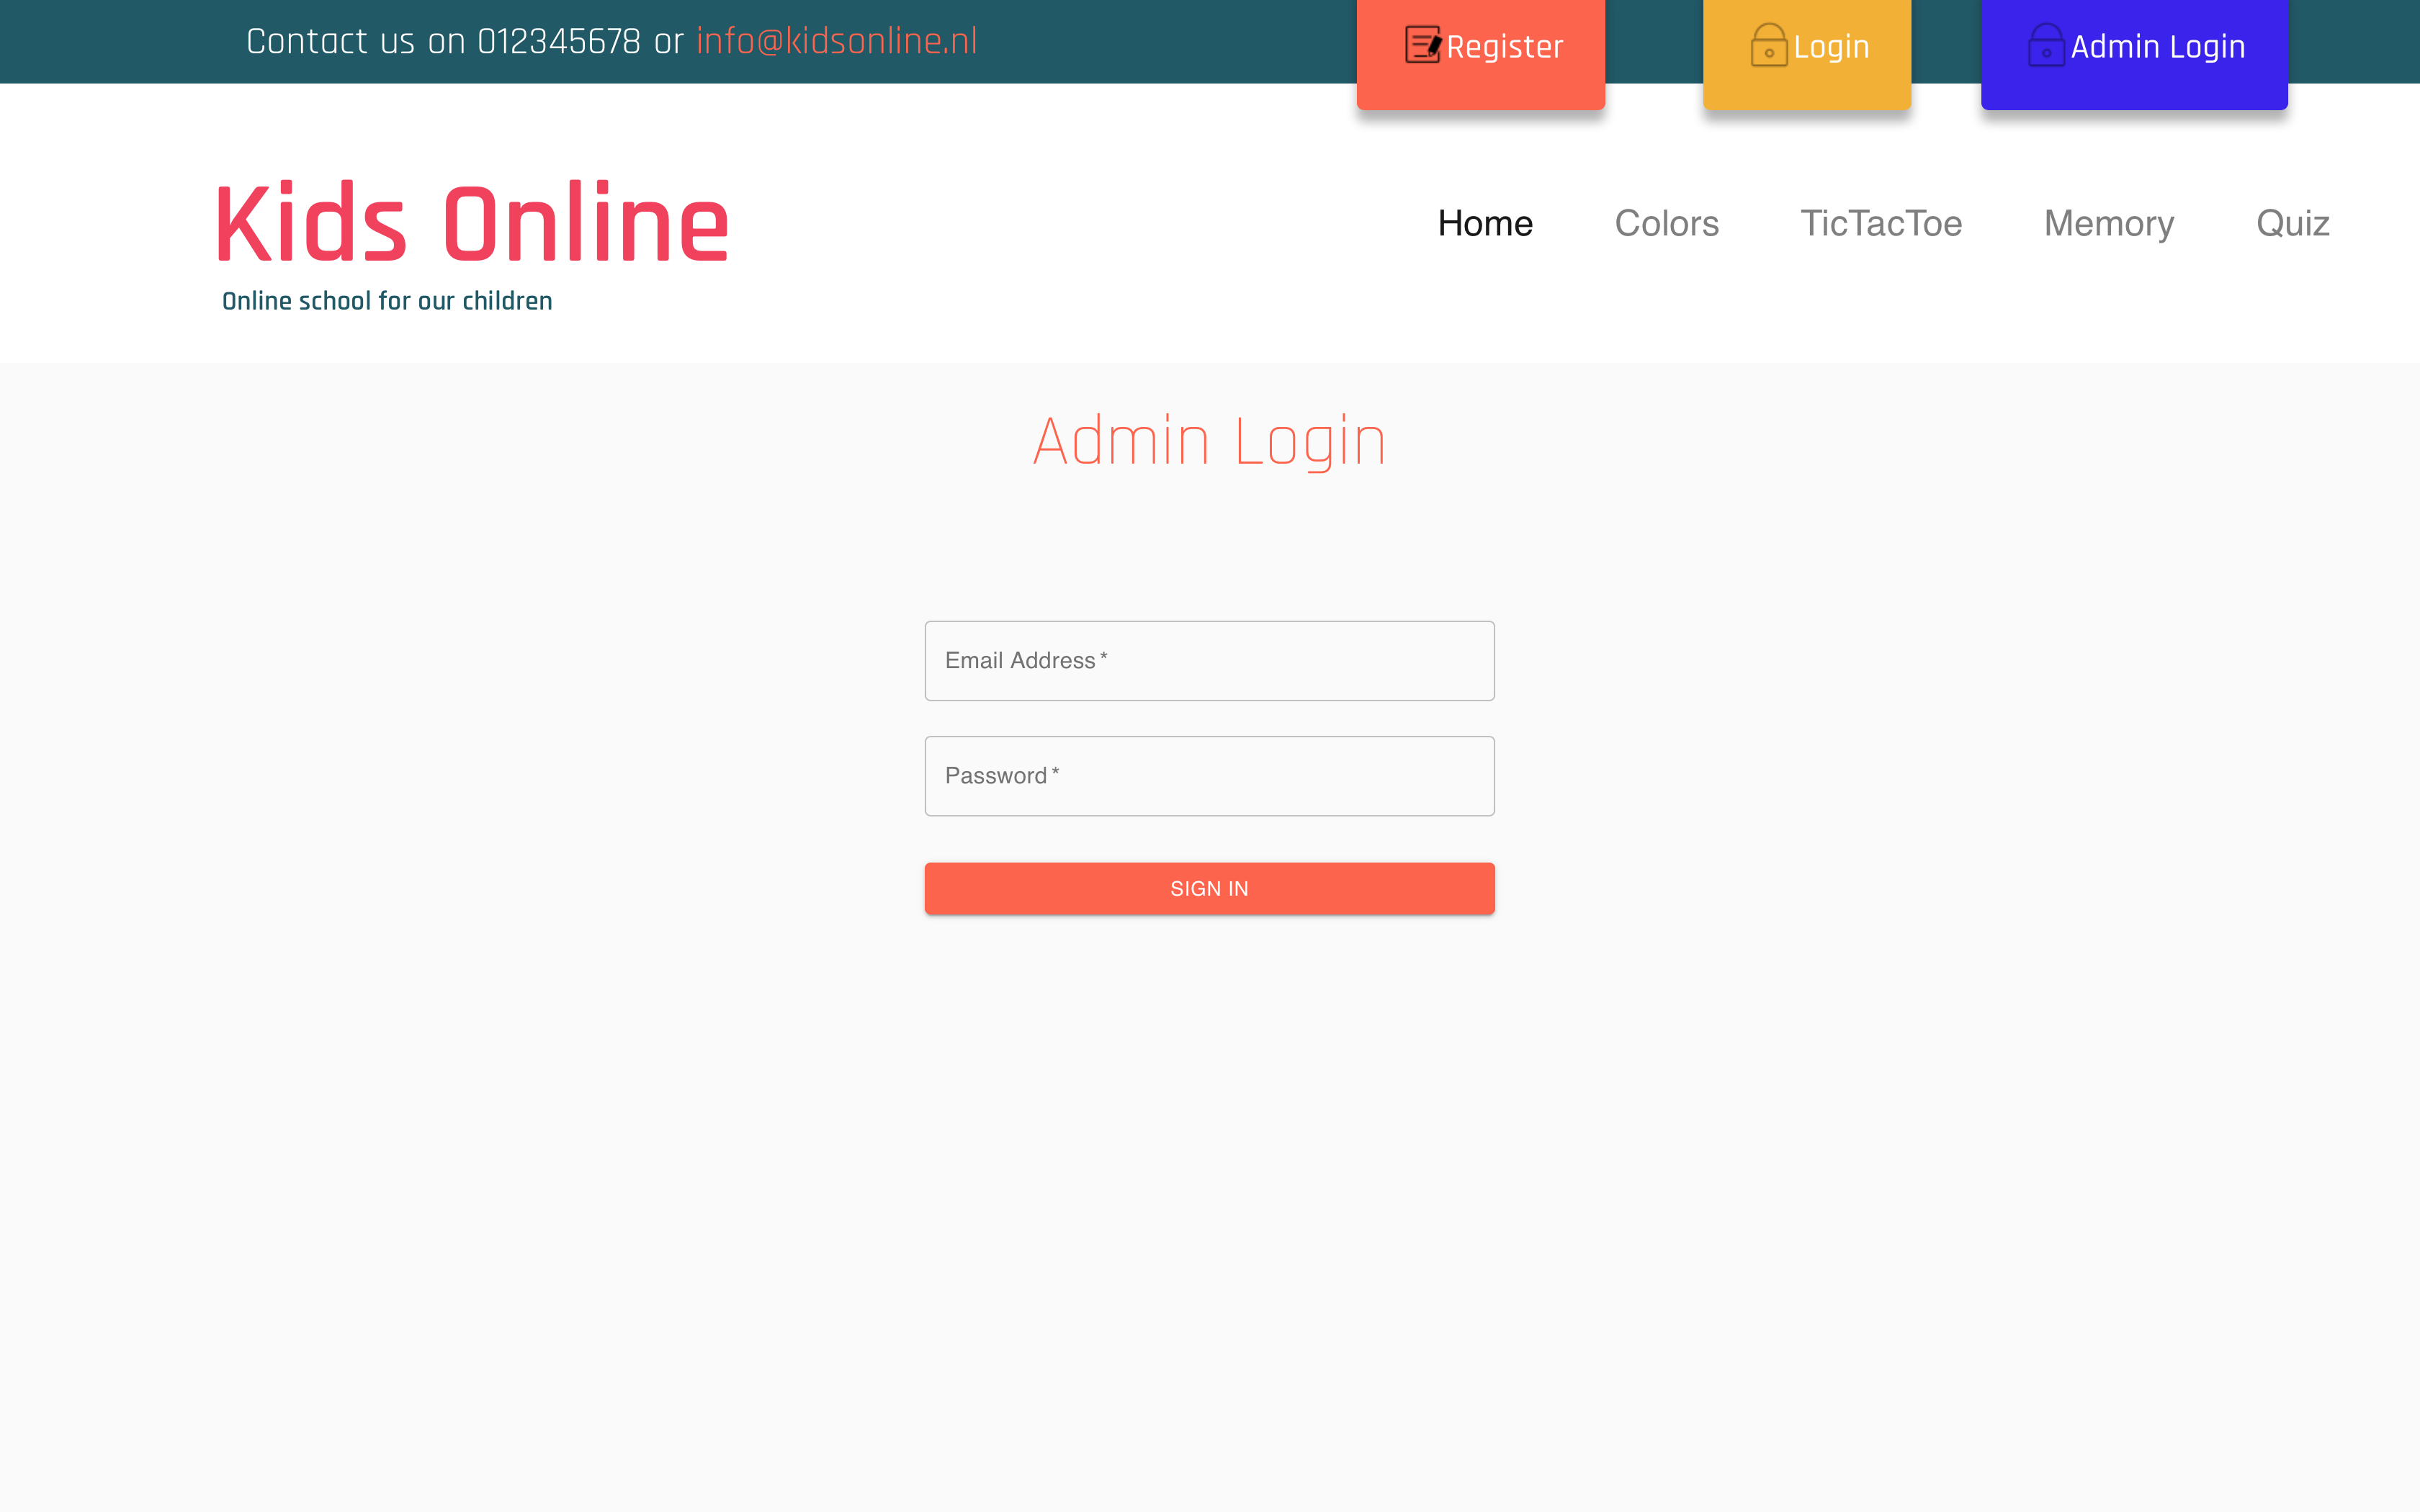 Contact us on 012345678 or info@kidsonline.nl
Register
Login
Admin Login
Kids Online
Online school for our children
Home
Colors
TicTacToe
Memory
Quiz
Admin Login
Email Address *
Password *
SIGN IN